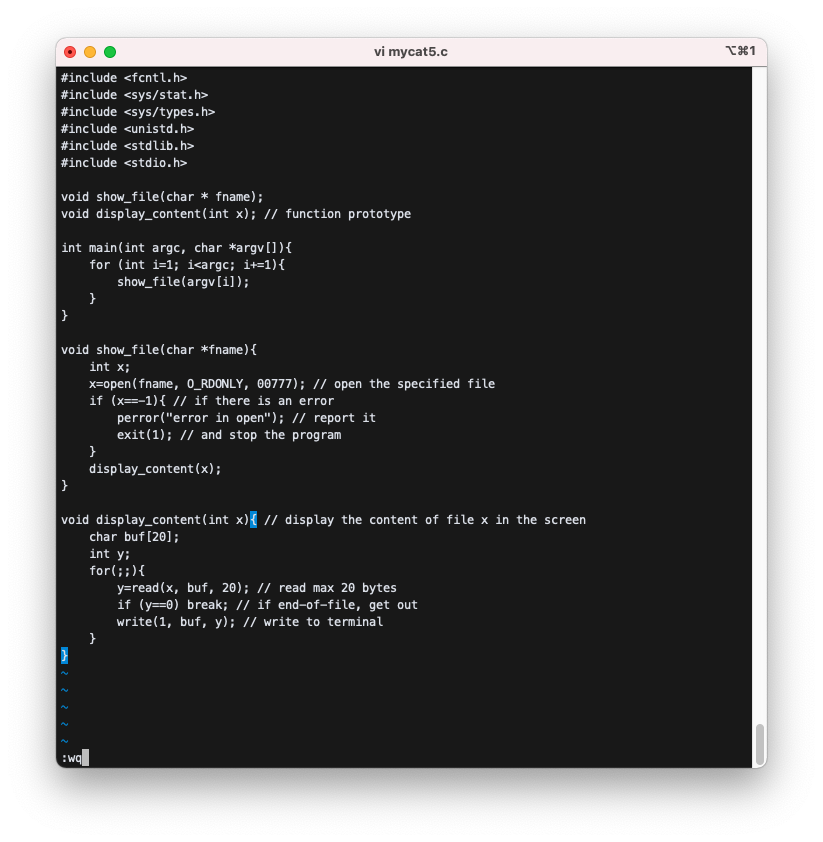 vi mycat5.c
⌥⌘1
#include <fcntl.h>
#include <sys/stat.h>
#include <sys/types.h>
#include <unistd.h>
#include <stdlib.h>
#include <stdio.h>

void show_file(char * fname);
void display_content(int x); // function prototype

int main(int argc, char *argv[]){
    for (int i=1; i<argc; i+=1){
        show_file(argv[i]);
    }
}

void show_file(char *fname){
    int x;
    x=open(fname, O_RDONLY, 00777); // open the specified file
    if (x==-1){ // if there is an error
        perror("error in open"); // report it
        exit(1); // and stop the program
    }
    display_content(x);
}

void display_content(int x){ // display the content of file x in the screen
    char buf[20];
    int y;
    for(;;){
        y=read(x, buf, 20); // read max 20 bytes
        if (y==0) break; // if end-of-file, get out
        write(1, buf, y); // write to terminal
    }
}
~
~
~
~
~
:wq